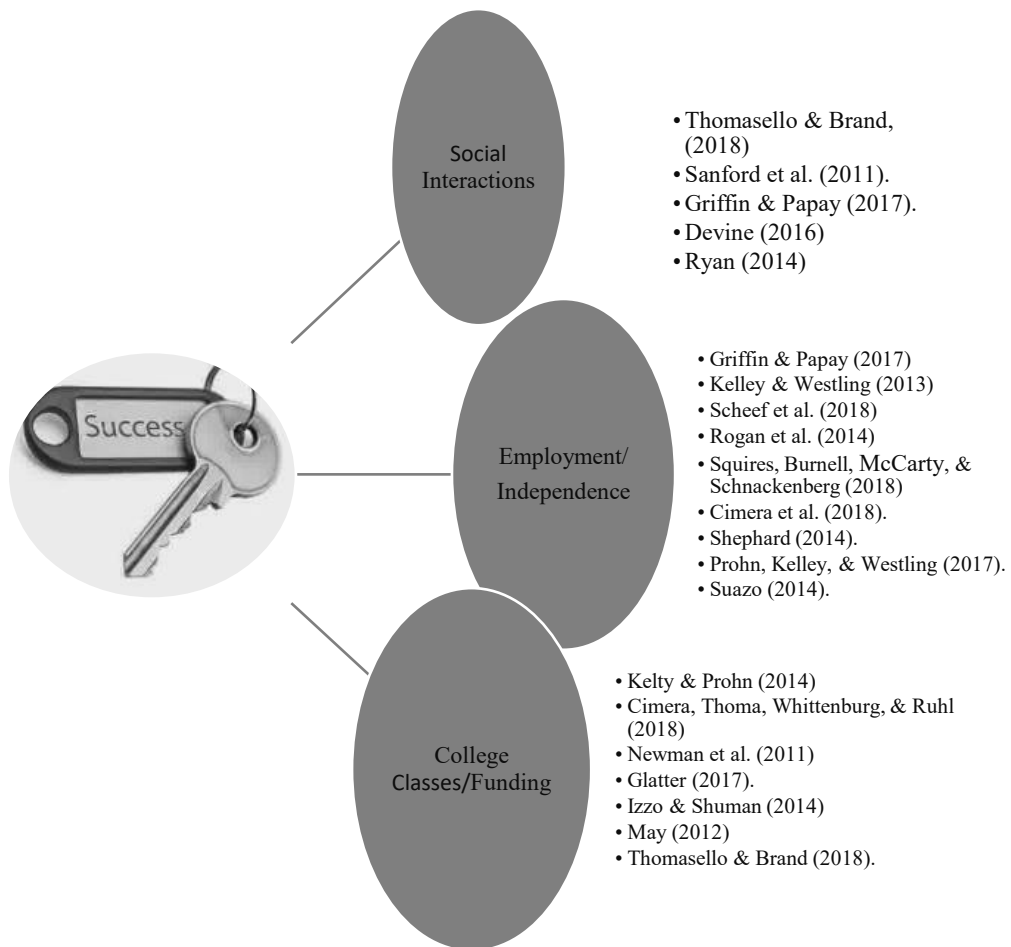 Success
Social
Interactions
• Thomasello & Brand,
(2018)
• Sanford et al. (2011).
• Griffin & Papay (2017).
• Devine (2016)
• Ryan (2014)
Employment/
Independence
• Griffin & Papay (2017)
• Kelley & Westling (2013)
• Scheef et al. (2018)
• Rogan et al. (2014)
• Squires, Burnell, McCarty, &
Schnackenberg (2018)
• Cimera et al. (2018).
• Shephard (2014).
• Prohn, Kelley, & Westling (2017).
• Suazo (2014).
College
Classes/Funding
• Kelty & Prohn (2014)
• Cimera, Thoma, Whittenburg, & Ruhl
(2018)
• Newman et al. (2011)
• Glatter (2017).
• Izzo & Shuman (2014)
• May (2012)
• Thomasello & Brand (2018).